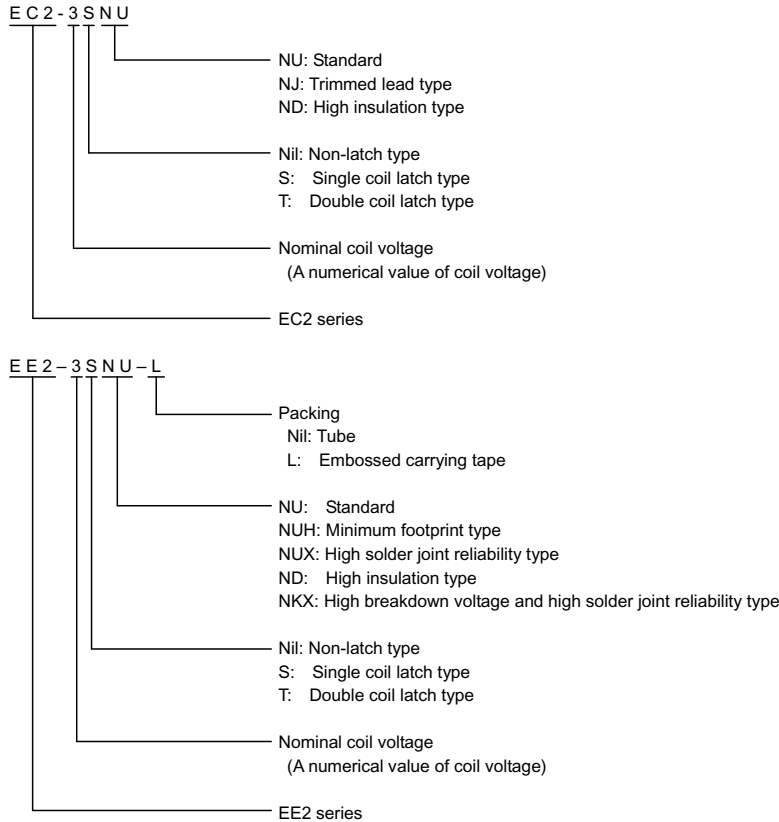 EC2-3SNU
NU: Standard
NJ: Trimmed lead type
ND: High insulation type
Nil: Non-latch type
S: Single coil latch type
T: Double coil latch type
Nominal coil voltage
(A numerical value of coil voltage)
EC2 series
EE2–3SNU–L
Packing
Nil: Tube
L: Embossed carrying tape
NU: Standard
NUH: Minimum footprint type
NUX: High solder joint reliability type
ND: High insulation type
NKX: High breakdown voltage and high solder joint reliability type
Nil: Non-latch type
S: Single coil latch type
T: Double coil latch type
Nominal coil voltage
(A numerical value of coil voltage)
EE2 series